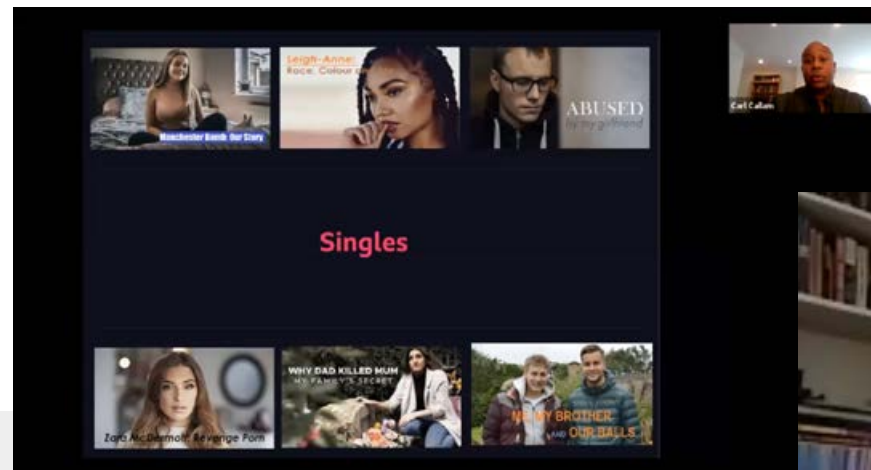 Manchester Bomb: Our Story
Leigh-Anne:
Race, Colour
ABUSED
by my girlfriend
Carl Callam
Singles
Zara McDermott: Revenge Porn
WHY DAD KILLED MUM
MY FAMILY'S SECRET
ME, MY BROTHER
AND OUR BALLS